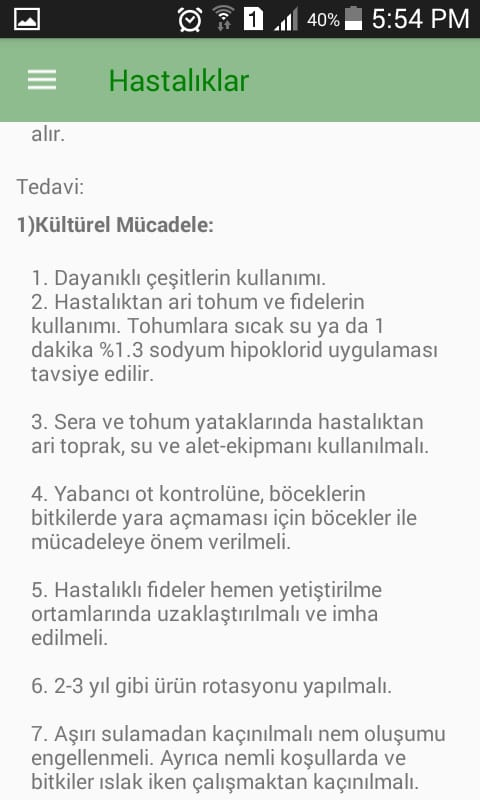 1 40% 5:54 PM
Hastalıklar
alır.
Tedavi:
1)Kültürel Mücadele:
1. Dayanıklı çeşitlerin kullanımı.
2. Hastalıktan ari tohum ve fidelerin
kullanımı. Tohumlara sıcak su ya da 1
dakika %1.3 sodyum hipoklorid uygulaması
tavsiye edilir.
3. Sera ve tohum yataklarında hastalıktan
ari toprak, su ve alet-ekipmanı kullanılmalı.
4. Yabancı ot kontrolüne, böceklerin
bitkilerde yara açmaması için böcekler ile
mücadeleye önem verilmeli.
5. Hastalıklı fideler hemen yetiştirilme
ortamlarında uzaklaştırılmalı ve imha
edilmeli.
6. 2-3 yıl gibi ürün rotasyonu yapılmalı.
7. Aşırı sulamadan kaçınılmalı nem oluşumu
engellenmeli. Ayrıca nemli koşullarda ve
bitkiler ıslak iken çalışmaktan kaçınılmalı.